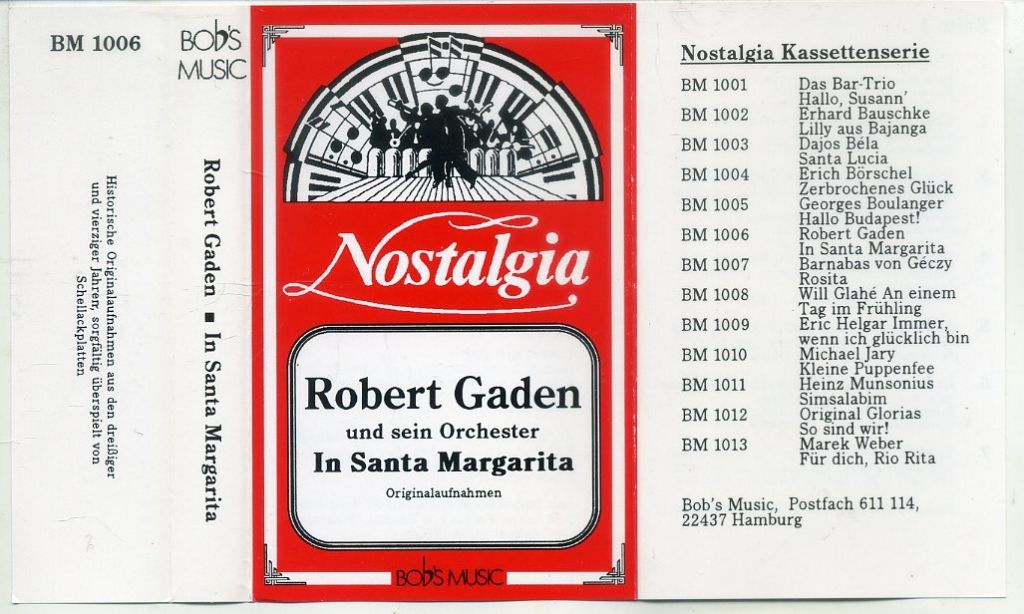 BM 1006
Historische Originalaufnahmen aus den dreißiger
und vierziger Jahren, sorgfältig überspielt von
Schellackplatten
BOb'S
MUSIC
Robert Gaden ■ In Santa Margarita
Nostalgia
Robert Gaden
und sein Orchester
In Santa Margarita
Originalaufnahmen
BOb'S MUSIC
Nostalgia Kassettenserie
BM 1001 Das Bar-Trio
Hallo, Susann'
BM 1002 Erhard Bauschke
Lilly aus Bajanga
BM 1003 Dajos Béla
Santa Lucia
BM 1004 Erich Börschel
Zerbrochenes Glück
BM 1005 Georges Boulanger
Hallo Budapest!
BM 1006 Robert Gaden
In Santa Margarita
BM 1007 Barnabas von Géczy
Rosita
BM 1008 Will Glahé An einem
Tag im Frühling
BM 1009 Eric Helgar Immer,
wenn ich glücklich bin
BM 1010 Michael Jary
Kleine Puppenfee
BM 1011 Heinz Munsonius
Simsalabim
BM 1012 Original Glorias
So sind wir!
BM 1013 Marek Weber
Für dich, Rio Rita
Bob's Music, Postfach 611 114,
22437 Hamburg